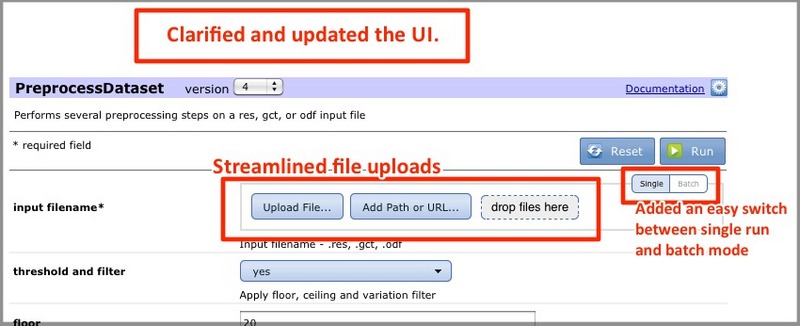 Clarified and updated the UI.
PreprocessDataset version 4 Documentation
Performs several preprocessing steps on a res, gct, or odf input file
* required field
Reset Run
Streamlined file uploads
Single Batch
input filename* Upload File... Add Path or URL... drop files here
Added an easy switch
between single run
and batch mode
Input filename - .res, .gct, .odf
threshold and filter yes
Apply floor, ceiling and variation filter
floor 20